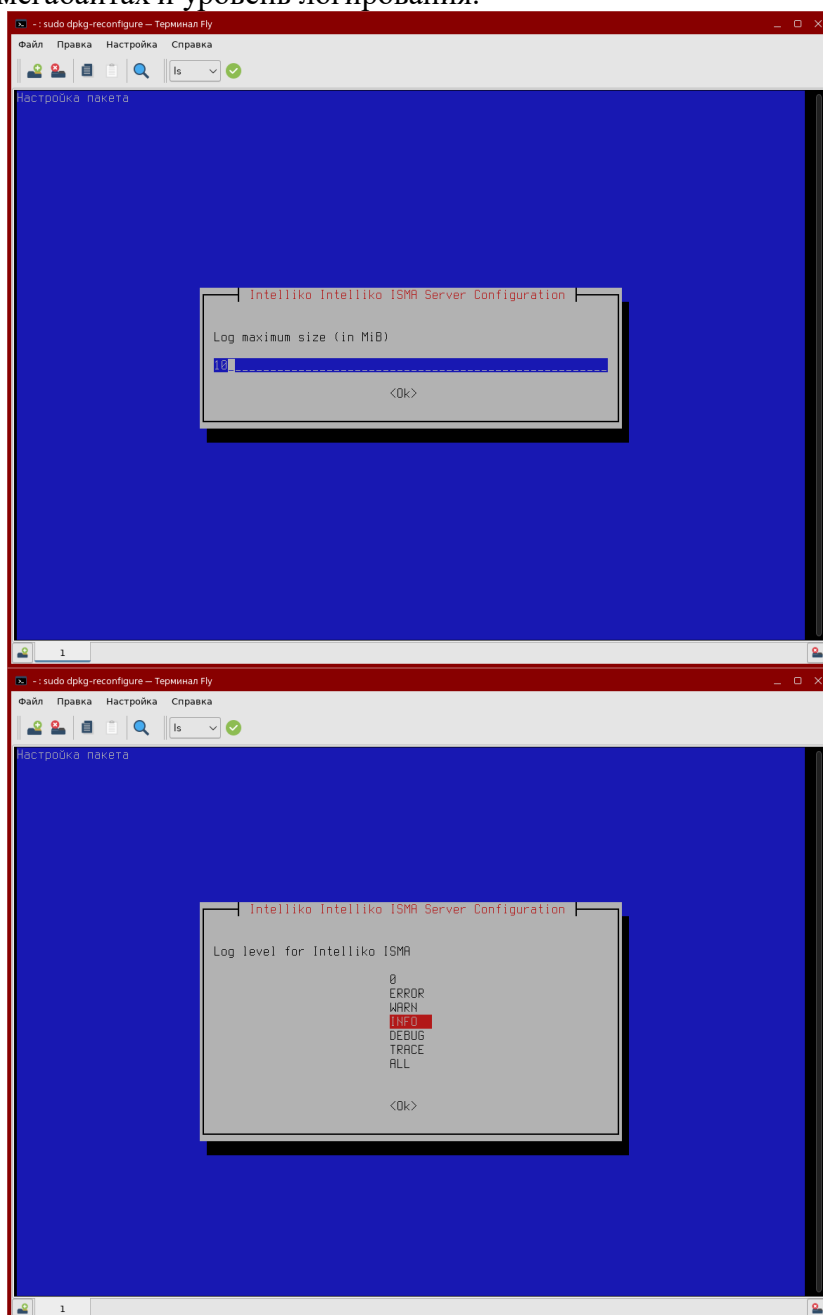 мегабайтах и уровень логирования.
- : sudo dpkg-reconfigure — Терминал Fly
Файл Правка Настройка Справка
ls
Настройка пакета
Intelliko Intelliko ISMA Server Configuration
Log maximum size (in MiB)
10
<Ok>
1
- : sudo dpkg-reconfigure — Терминал Fly
Файл Правка Настройка Справка
ls
Настройка пакета
Intelliko Intelliko ISMA Server Configuration
Log level for Intelliko ISMA
0
ERROR
WARN
INFO
DEBUG
TRACE
ALL
<Ok>
1